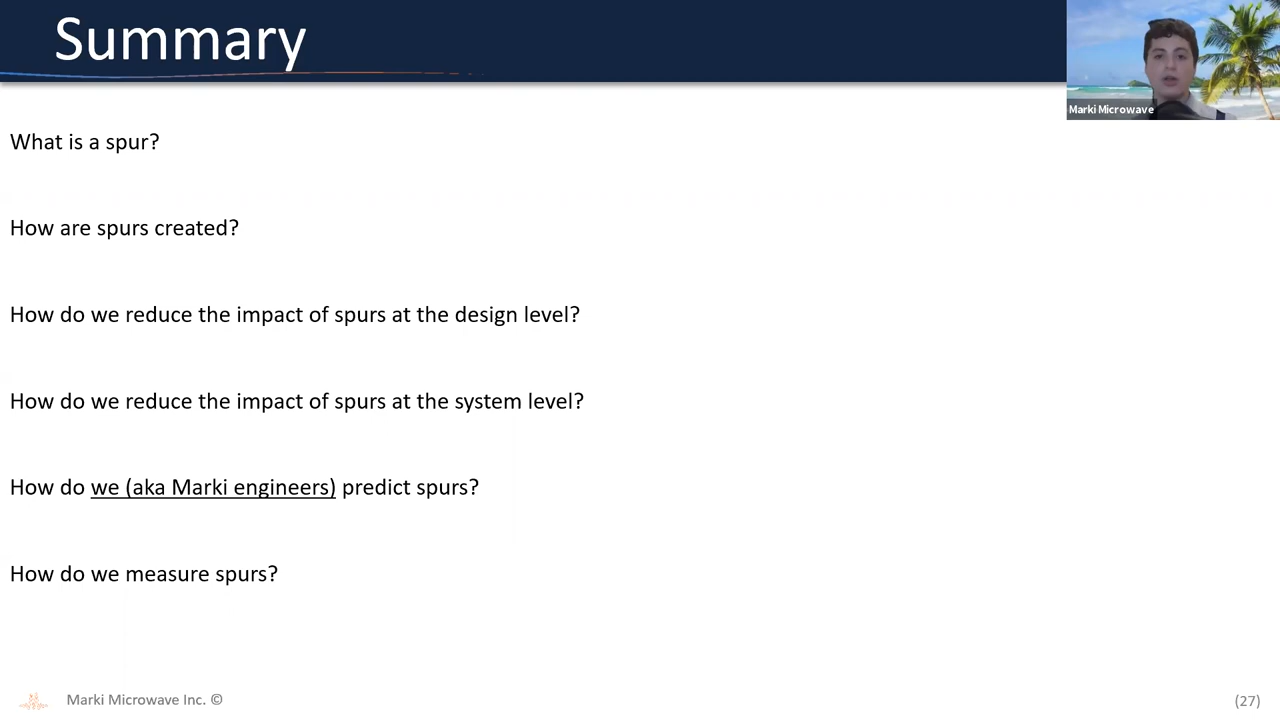 Summary
Marki Microwave
What is a spur?
How are spurs created?
How do we reduce the impact of spurs at the design level?
How do we reduce the impact of spurs at the system level?
How do we (aka Marki engineers) predict spurs?
How do we measure spurs?
Marki Microwave Inc. ©
(27)